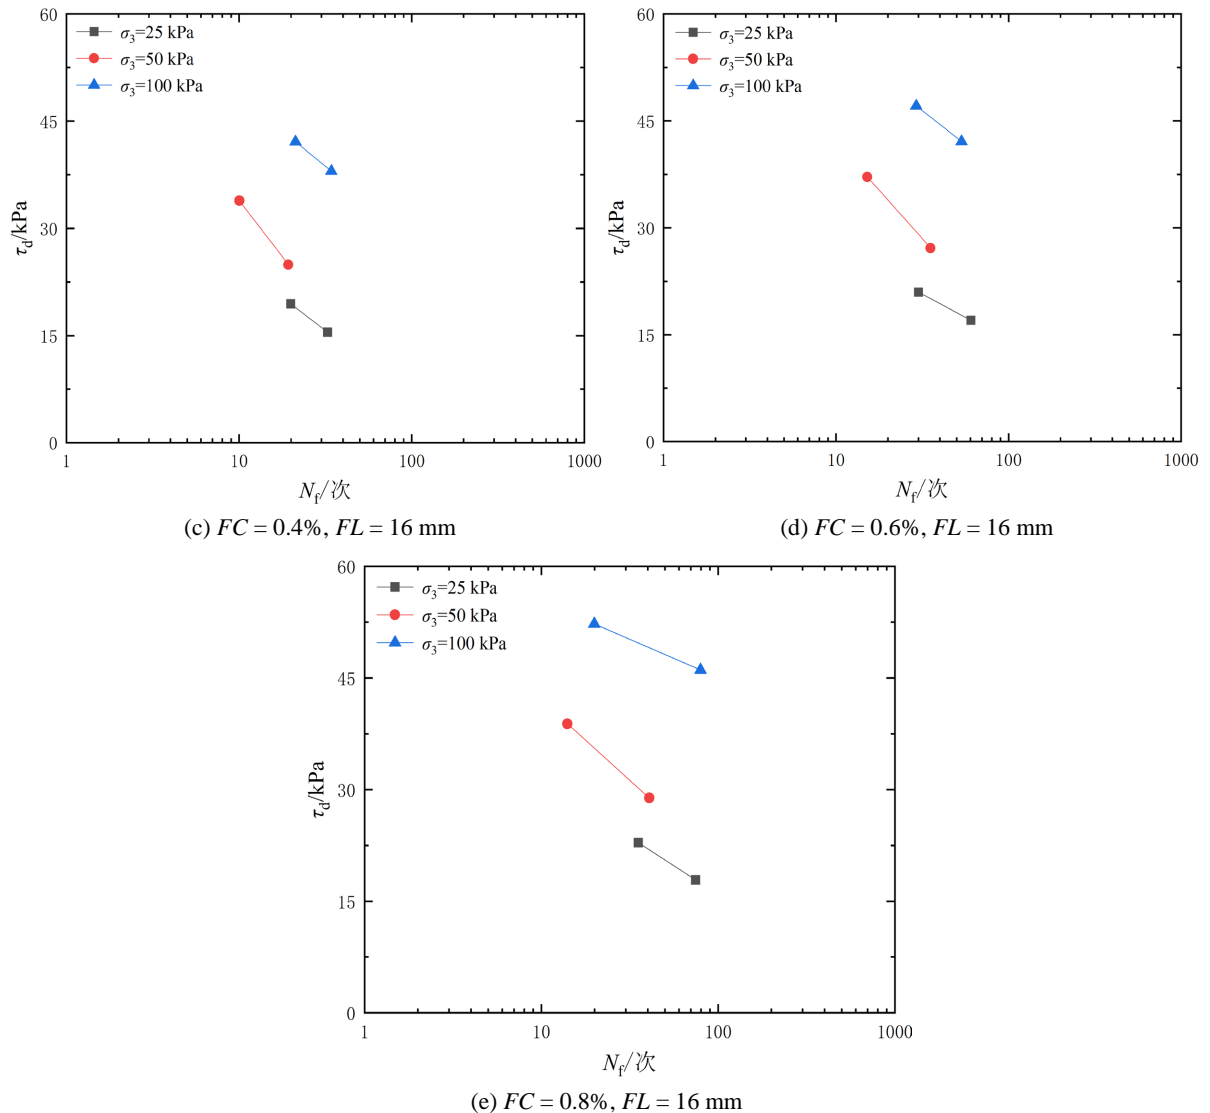 60
45
30
15
0
τd/kPa
σ3=25 kPa
σ3=50 kPa
σ3=100 kPa
1
10
100
1000
Nf/次
(c) FC = 0.4%, FL = 16 mm
60
45
30
15
0
τd/kPa
σ3=25 kPa
σ3=50 kPa
σ3=100 kPa
1
10
100
1000
Nf/次
(d) FC = 0.6%, FL = 16 mm
60
45
30
15
0
τd/kPa
σ3=25 kPa
σ3=50 kPa
σ3=100 kPa
1
10
100
1000
Nf/次
(e) FC = 0.8%, FL = 16 mm